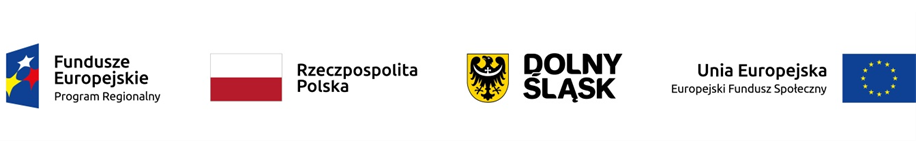 Fundusze
Europejskie
Program Regionalny
Rzeczpospolita
Polska
DOLNY
ŚLĄSK
Unia Europejska
Europejski Fundusz Społeczny